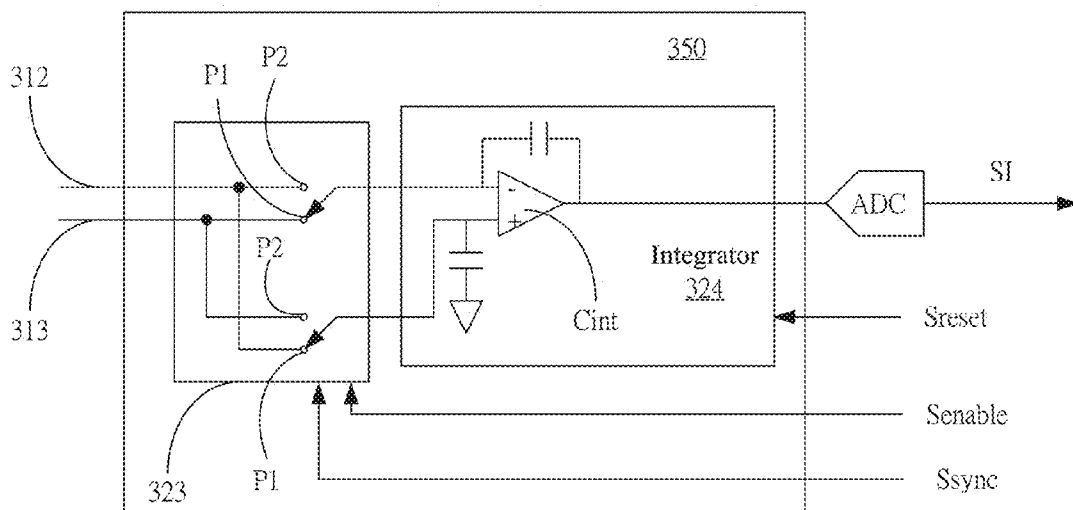 350
312
P1
P2
SI
ADC
-
+
P2
Integrator
324
313
Cint
Sreset
Senable
323
P1
Ssync